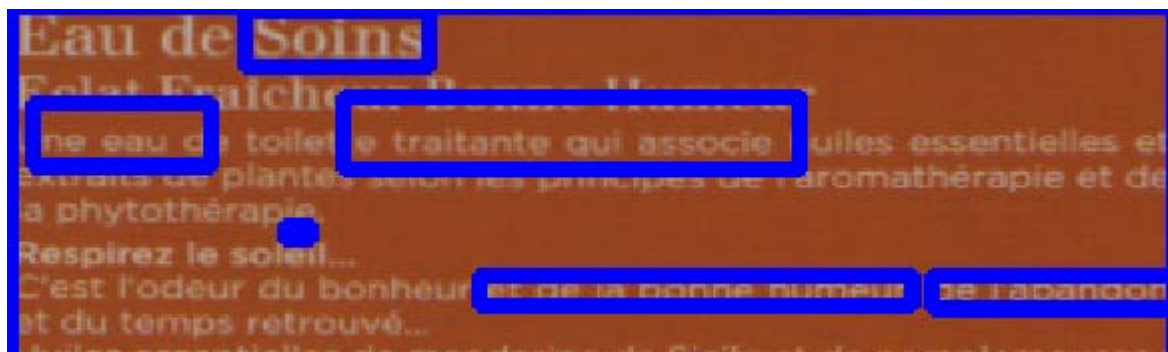 Eau de Soins
Eclat Fraîcheur Bonne Humeur
Une eau de toilette traitante qui associe huiles essentielles et
extraits de plantes selon les principes de l'aromathérapie et de
la phytothérapie.
Respirez le soleil...
C'est l'odeur du bonheur et de la bonne humeur de l'abandon
et du temps retrouvé...